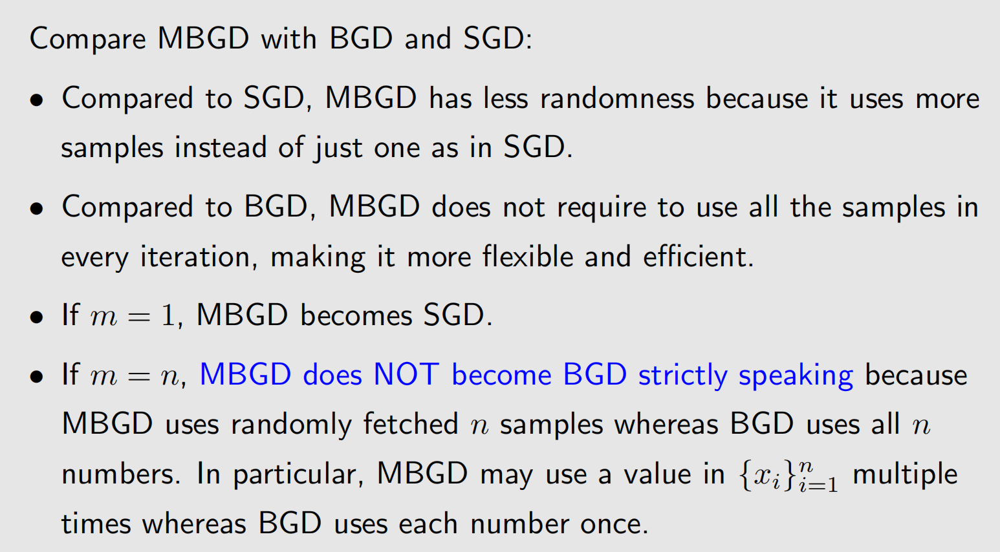 Compare MBGD with BGD and SGD:
• Compared to SGD, MBGD has less randomness because it uses more
samples instead of just one as in SGD.
• Compared to BGD, MBGD does not require to use all the samples in
every iteration, making it more flexible and efficient.
• If m = 1, MBGD becomes SGD.
• If m = n, MBGD does NOT become BGD strictly speaking because
MBGD uses randomly fetched n samples whereas BGD uses all n
numbers. In particular, MBGD may use a value in {x_i}_{i=1}^n multiple
times whereas BGD uses each number once.